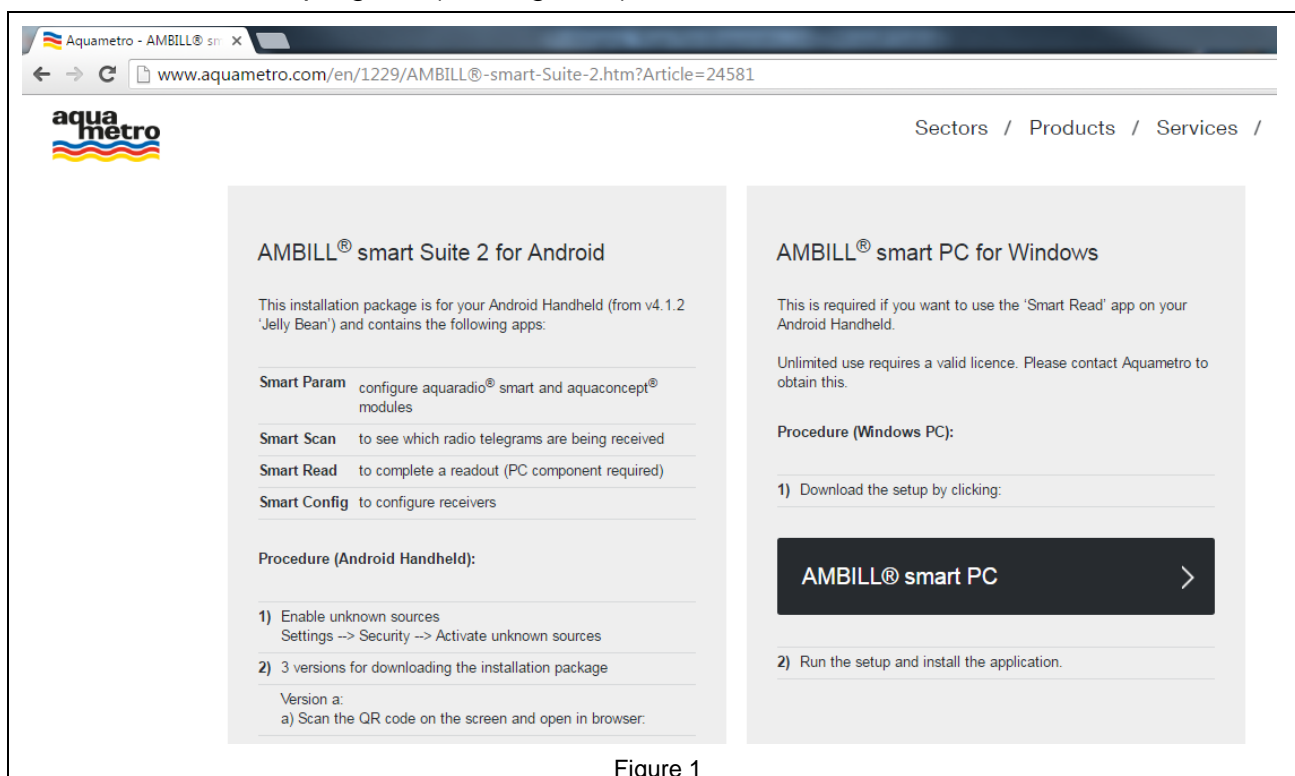 Aquametro - AMBILL® sm
www.aquametro.com/en/1229/AMBILL®-smart-Suite-2.htm?Article=24581
aqua
metro
Sectors / Products / Services /
AMBILL® smart Suite 2 for Android
This installation package is for your Android Handheld (from v4.1.2
'Jelly Bean') and contains the following apps:
Smart Param configure aquaradio® smart and aquaconcept®
modules
Smart Scan to see which radio telegrams are being received
Smart Read to complete a readout (PC component required)
Smart Config to configure receivers
Procedure (Android Handheld):
1) Enable unknown sources
Settings --> Security --> Activate unknown sources
2) 3 versions for downloading the installation package
Version a:
a) Scan the QR code on the screen and open in browser:
AMBILL® smart PC for Windows
This is required if you want to use the 'Smart Read' app on your
Android Handheld.
Unlimited use requires a valid licence. Please contact Aquametro to
obtain this.
Procedure (Windows PC):
1) Download the setup by clicking:
AMBILL® smart PC
2) Run the setup and install the application.
Figure 1